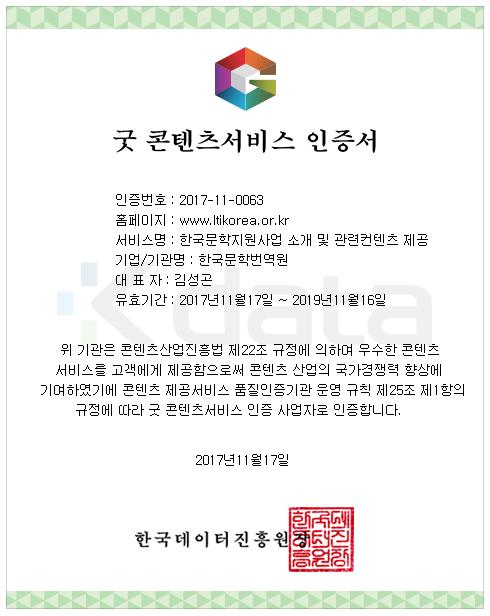 굿 콘텐츠서비스 인증서
인증번호 : 2017-11-0063
홈페이지 : www.ltikorea.or.kr
서비스명 : 한국문학지원사업 소개 및 관련컨텐츠 제공
기업/기관명 : 한국문학번역원
대 표 자 : 김성곤
유효기간 : 2017년11월17일 ~ 2019년11월16일
Kdata
위 기관은 콘텐츠산업진흥법 제22조 규정에 의하여 우수한 콘텐츠
서비스를 고객에게 제공함으로써 콘텐츠 산업의 국가경쟁력 향상에
기여하였기에 콘텐츠 제공서비스 품질인증기관 운영 규칙 제25조 제1항의
규정에 따라 굿 콘텐츠서비스 인증 사업자로 인증합니다.
2017년11월17일
한국데이터진흥원장